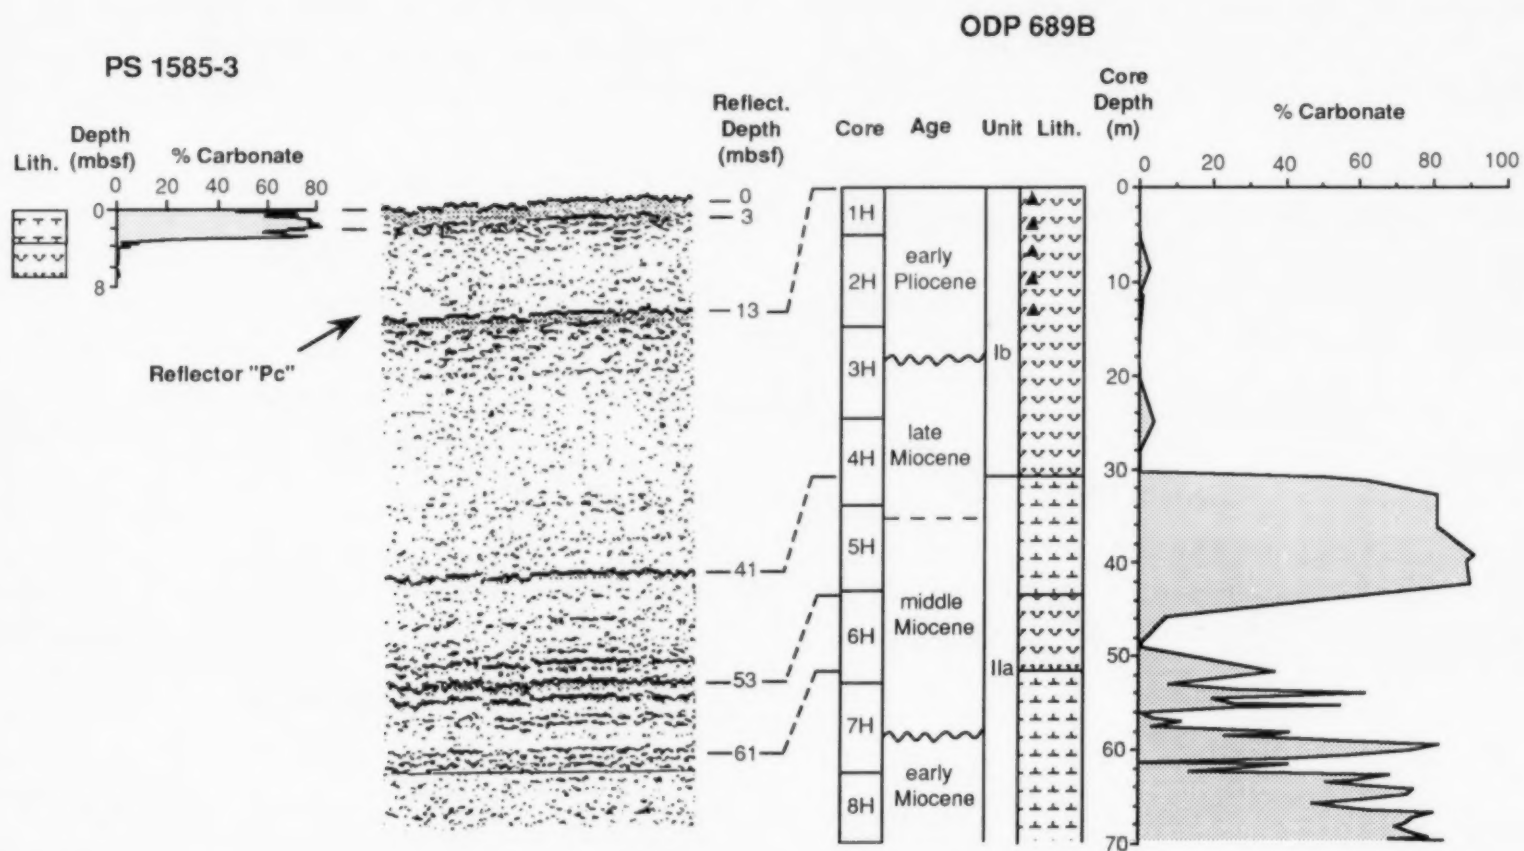 ODP 689B
PS 1585-3
Lith.
Depth
(mbsf)
% Carbonate
0 20 40 60 80
0
8
Reflector "Pc"
Reflect.
Depth
(mbsf)
0
3
13
41
53
61
Core
Age
Unit
Lith.
1H
2H
3H
4H
5H
6H
7H
8H
early
Pliocene
late
Miocene
middle
Miocene
early
Miocene
Ib
IIa
Core
Depth
(m)
% Carbonate
0 20 40 60 80 100
0
10
20
30
40
50
60
70